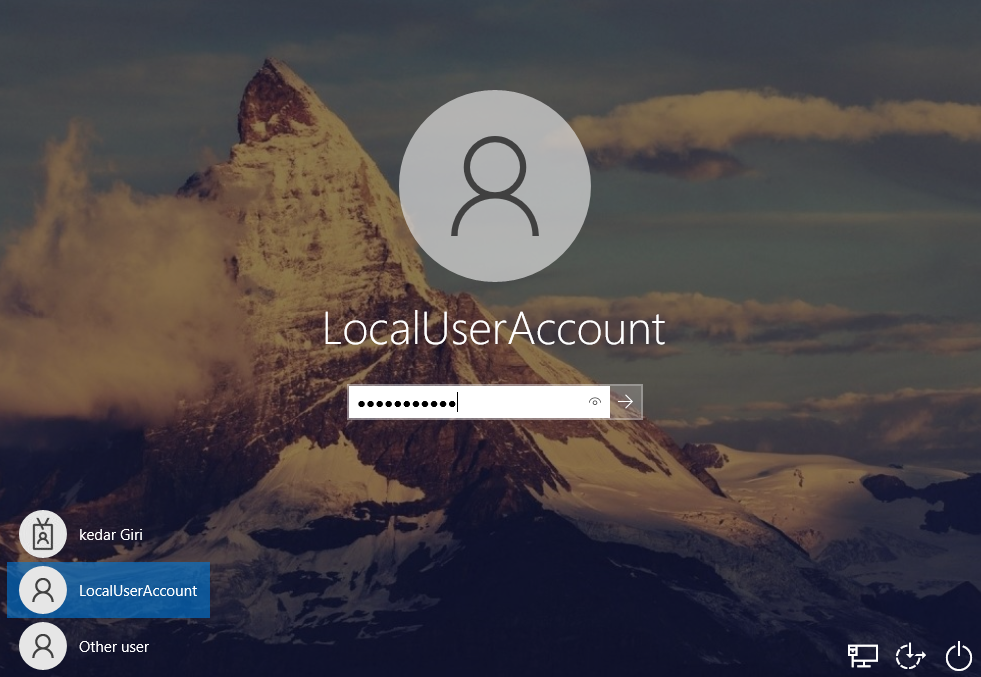 LocalUserAccount
•••••••••••
kedar Giri
LocalUserAccount
Other user